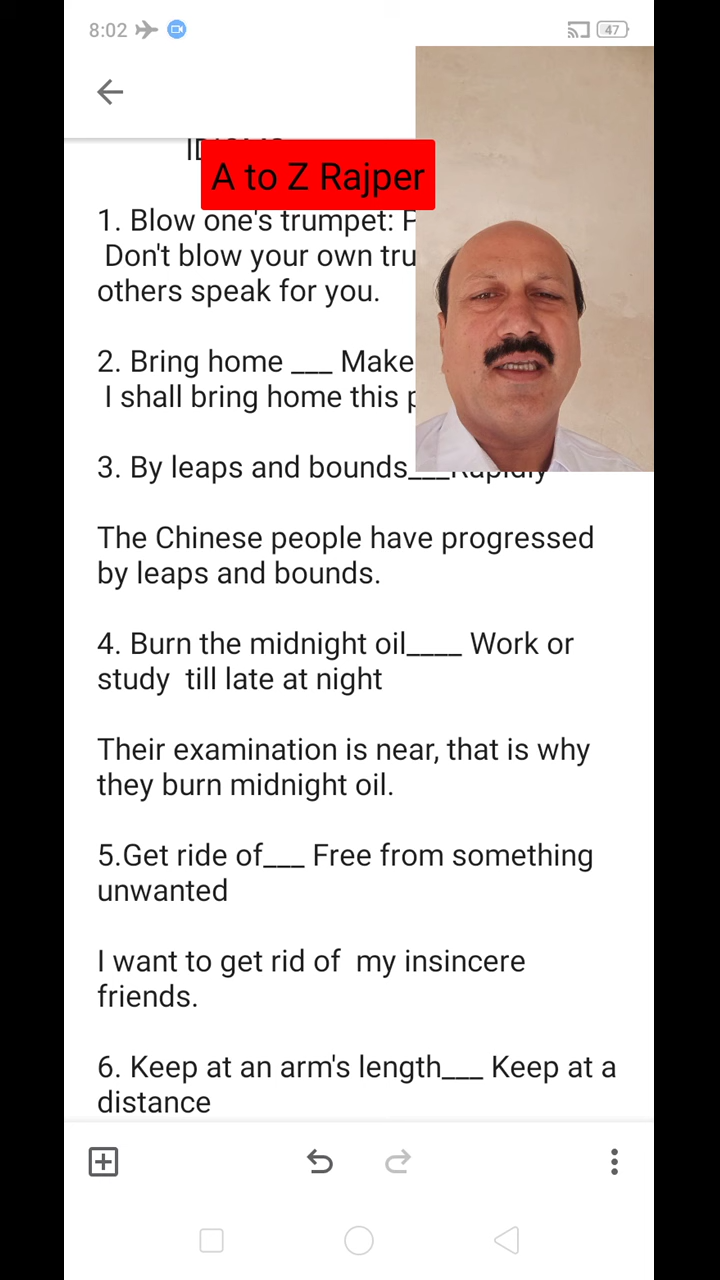 8:02
47
A to Z Rajper
1. Blow one's trumpet:
Don't blow your own
others speak for you.
2. Bring home ___ Make
I shall bring home this
3. By leaps and bounds___Rapidly
The Chinese people have progressed
by leaps and bounds.
4. Burn the midnight oil____ Work or
study till late at night
Their examination is near, that is why
they burn midnight oil.
5.Get ride of___ Free from something
unwanted
I want to get rid of my insincere
friends.
6. Keep at an arm's length___ Keep at a
distance